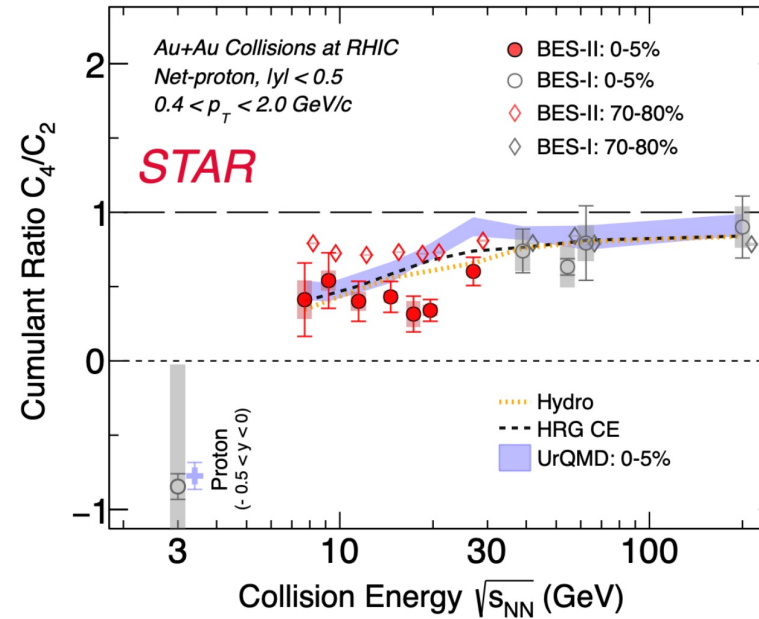 Au+Au Collisions at RHIC
Net-proton, |y| < 0.5
0.4 < p_T < 2.0 GeV/c
STAR
BES-II: 0-5%
BES-I: 0-5%
BES-II: 70-80%
BES-I: 70-80%
Cumulant Ratio C₄/C₂
2
1
0
−1
Proton
(- 0.5 < y < 0)
Hydro
HRG CE
UrQMD: 0-5%
3
10
30
100
Collision Energy √s_NN (GeV)